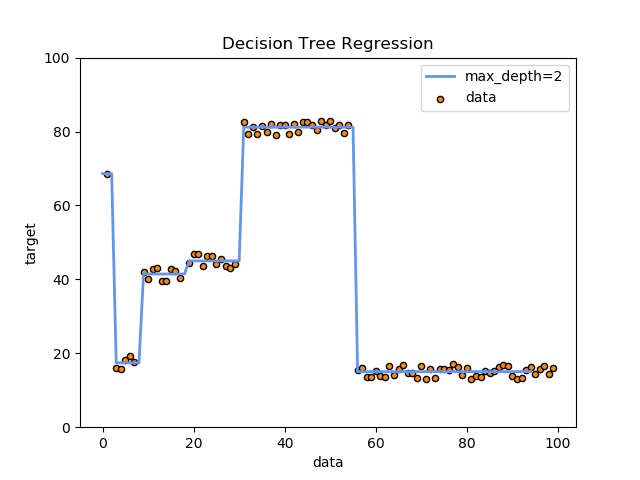 Decision Tree Regression
max_depth=2
data
100
80
60
40
20
0
target
0 20 40 60 80 100
data